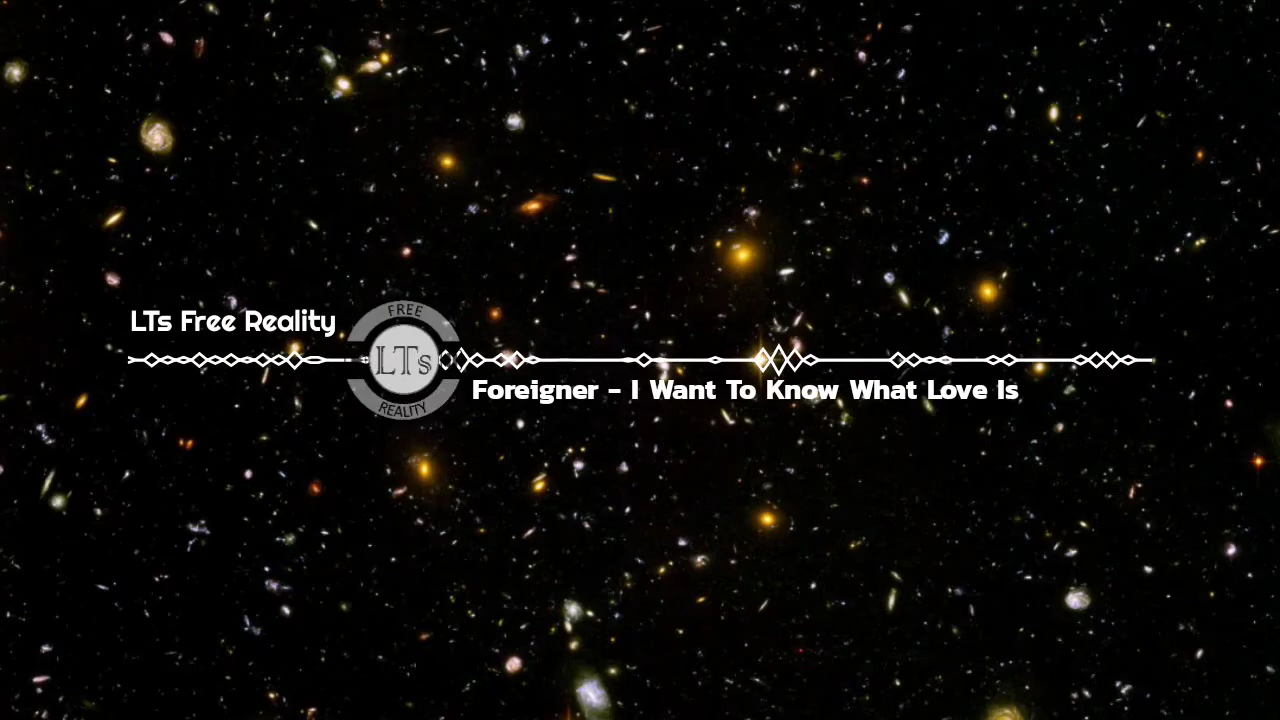 LTs Free Reality
FREE
LTs
REALITY
Foreigner - I Want To Know What Love Is